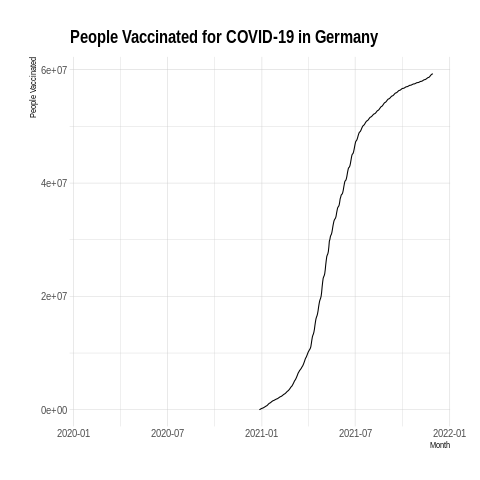 People Vaccinated for COVID-19 in Germany
People Vaccinated
6e+07
4e+07
2e+07
0e+00
2020-01 2020-07 2021-01 2021-07 2022-01
Month